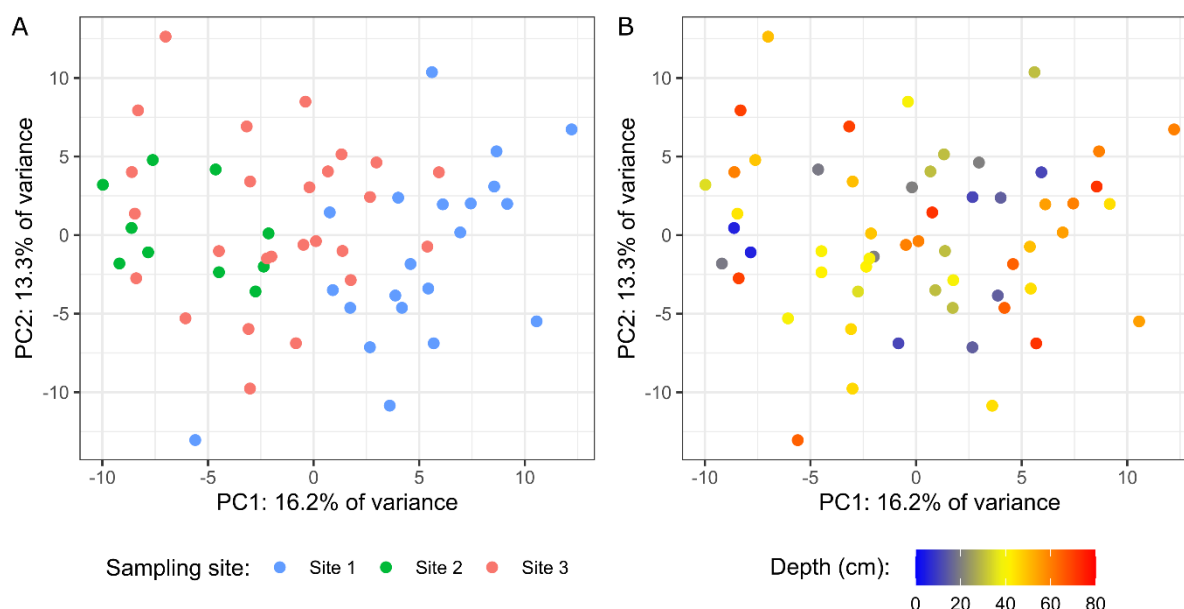 A
PC2: 13.3% of variance
10
5
0
-5
-10
-10 -5 0 5 10
PC1: 16.2% of variance
Sampling site: Site 1 Site 2 Site 3
B
PC2: 13.3% of variance
10
5
0
-5
-10
-10 -5 0 5 10
PC1: 16.2% of variance
Depth (cm):
0 20 40 60 80